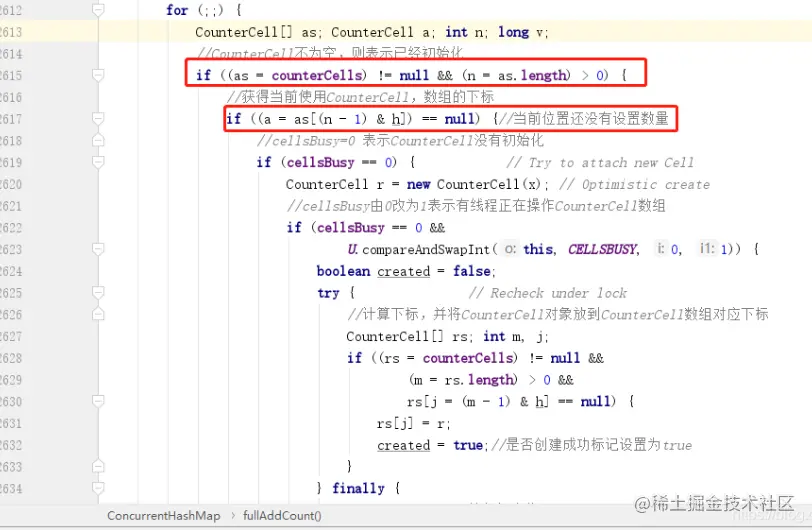 2612 for (;;) {
2613 CounterCell[] as; CounterCell a; int n; long v;
2614 //CounterCell不为空，则表示已经初始化
2615 if ((as = counterCells) != null && (n = as.length) > 0) {
2616 //获得当前使用CounterCell，数组的下标
2617 if ((a = as[(n - 1) & h]) == null) {//当前位置还没有设置数量
2618 //cellsBusy=0 表示CounterCell没有初始化
2619 if (cellsBusy == 0) { // Try to attach new Cell
2620 CounterCell r = new CounterCell(x); // Optimistic create
2621 //cellsBusy由0改为1表示有线程正在操作CounterCell数组
2622 if (cellsBusy == 0 &&
2623 U.compareAndSwapInt( o: this, CELLSBUSY, i: 0, i1: 1)) {
2624 boolean created = false;
2625 try { // Recheck under lock
2626 //计算下标，并将CounterCell对象放到CounterCell数组对应下标
2627 CounterCell[] rs; int m, j;
2628 if ((rs = counterCells) != null &&
2629 (m = rs.length) > 0 &&
2630 rs[j = (m - 1) & h] == null) {
2631 rs[j] = r;
2632 created = true;//是否创建成功标记设置为true
2633 }
2634 } finally {
@稀土掘金技术社区
ConcurrentHashMap › fullAddCount()